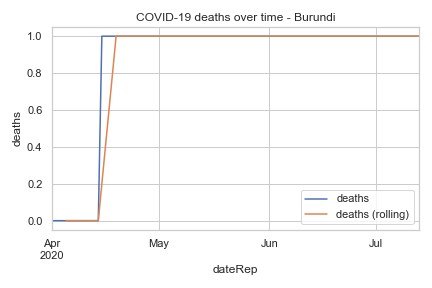 COVID-19 deaths over time - Burundi
deaths
1.0
0.8
0.6
0.4
0.2
0.0
deaths
deaths (rolling)
Apr
2020
May
Jun
Jul
dateRep